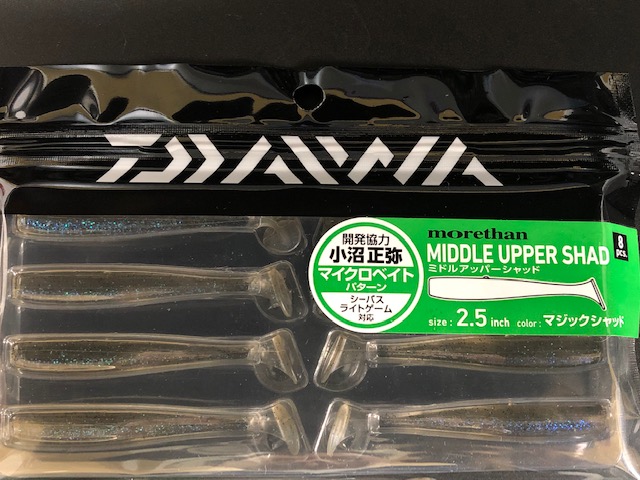 DAIWA
開発協力
小沼 正弥
マイクロベイト
パターン
シーバス
ライトゲーム
対応
morethan
MIDDLE UPPER SHAD
8 pcs.
ミドルアッパーシャッド
size: 2.5 inch color: マジックシャッド